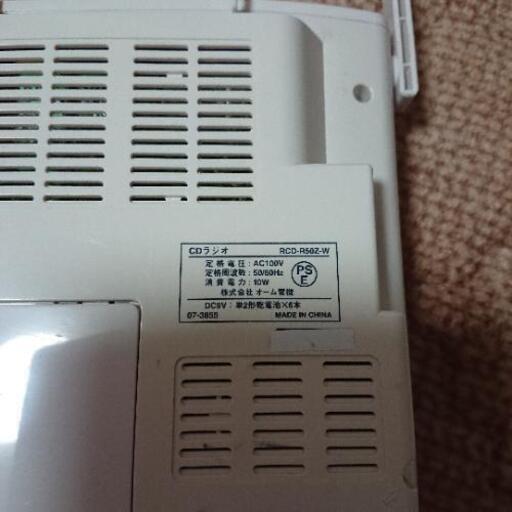 CDラジオ RCD-R50Z-W
定格電圧：AC100V
定格周波数：50/60Hz
消費電力：10W
PS
E
株式会社 オーム電機
DC9V：単2形乾電池×6本
07-3855 MADE IN CHINA